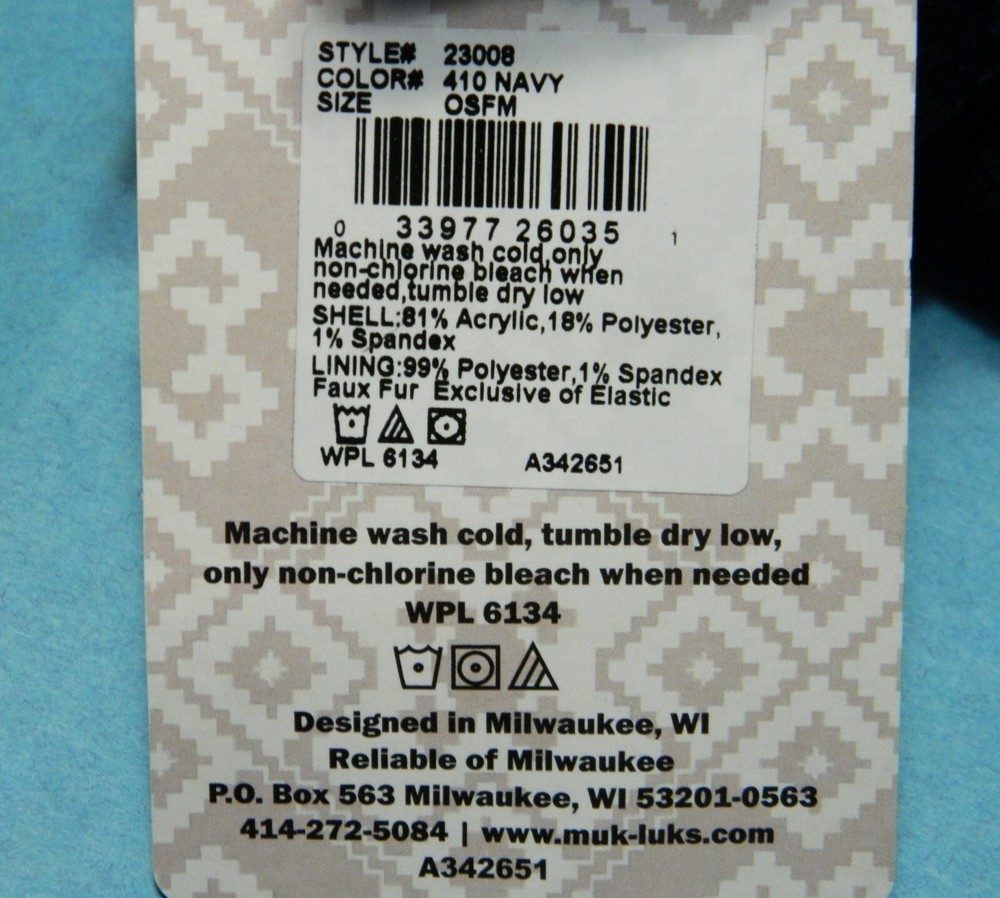 STYLE# 23008
COLOR# 410 NAVY
SIZE OSFM
0 33977 26035 1
Machine wash cold,only
non-chlorine bleach when
needed,tumble dry low
SHELL:81% Acrylic,18% Polyester,
1% Spandex
LINING:99% Polyester,1% Spandex
Faux Fur Exclusive of Elastic
WPL 6134 A342651
Machine wash cold, tumble dry low,
only non-chlorine bleach when needed
WPL 6134
Designed in Milwaukee, WI
Reliable of Milwaukee
P.O. Box 563 Milwaukee, WI 53201-0563
414-272-5084 | www.muk-luks.com
A342651